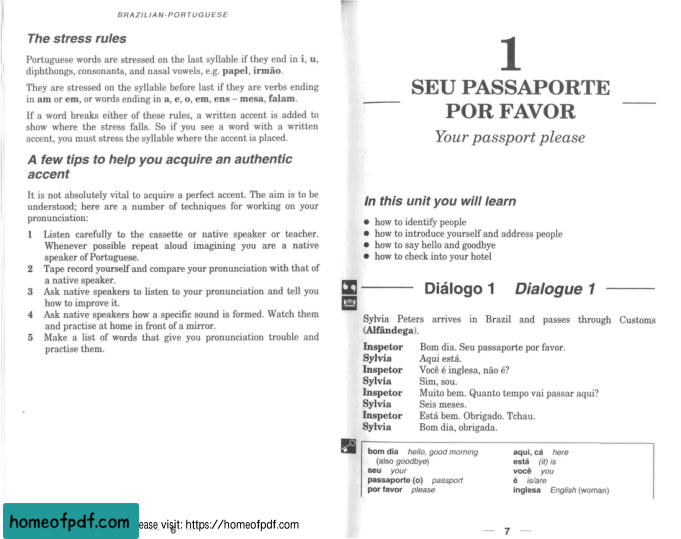 BRAZILIAN-PORTUGUESE
The stress rules
Portuguese words are stressed on the last syllable if they end in i, u,
diphthongs, consonants, and nasal vowels, e.g. papel, irmão.
They are stressed on the syllable before last if they are verbs ending
in am or em, or words ending in a, e, o, em, ens – mesa, falam.
If a word breaks either of these rules, a written accent is added to
show where the stress falls. So if you see a word with a written
accent, you must stress the syllable where the accent is placed.
A few tips to help you acquire an authentic
accent
It is not absolutely vital to acquire a perfect accent. The aim is to be
understood; here are a number of techniques for working on your
pronunciation:
1 Listen carefully to the cassette or native speaker or teacher.
Whenever possible repeat aloud imagining you are a native
speaker of Portuguese.
2 Tape record yourself and compare your pronunciation with that of
a native speaker.
3 Ask native speakers to listen to your pronunciation and tell you
how to improve it.
4 Ask native speakers how a specific sound is formed. Watch them
and practise at home in front of a mirror.
5 Make a list of words that give you pronunciation trouble and
practise them.
homeofpdf.com
ease visit: https://homeofpdf.com
6
1
SEU PASSAPORTE
POR FAVOR
Your passport please
In this unit you will learn
● how to identify people
● how to introduce yourself and address people
● how to say hello and goodbye
● how to check into your hotel
Diálogo 1 Dialogue 1
Sylvia Peters arrives in Brazil and passes through Customs
(Alfândega).
Inspetor Bom dia. Seu passaporte por favor.
Sylvia Aqui está.
Inspetor Você é inglesa, não é?
Sylvia Sim, sou.
Inspetor Muito bem. Quanto tempo vai passar aqui?
Sylvia Seis meses.
Inspetor Está bem. Obrigado. Tchau.
Sylvia Bom dia, obrigada.
bom dia hello, good morning
(also goodbye)
seu your
passaporte (o) passport
por favor please
aqui, cá here
está (it) is
você you
é is/are
inglesa English (woman)
— 7 —